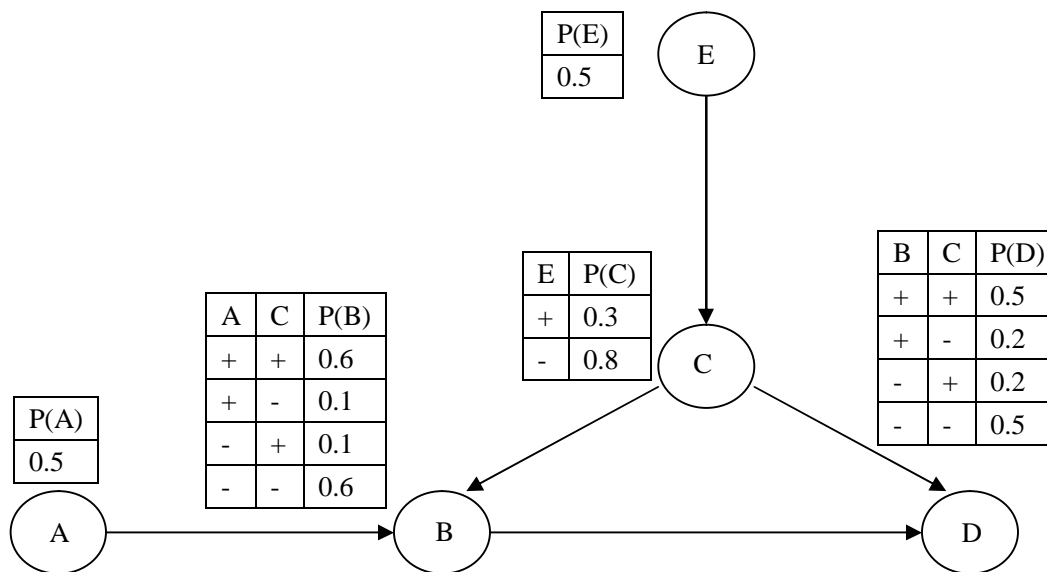 P(E)
0.5
E
E P(C)
+ 0.3
- 0.8
C
B C P(D)
+ + 0.5
+ - 0.2
- + 0.2
- - 0.5
A C P(B)
+ + 0.6
+ - 0.1
- + 0.1
- - 0.6
P(A)
0.5
A
B
D